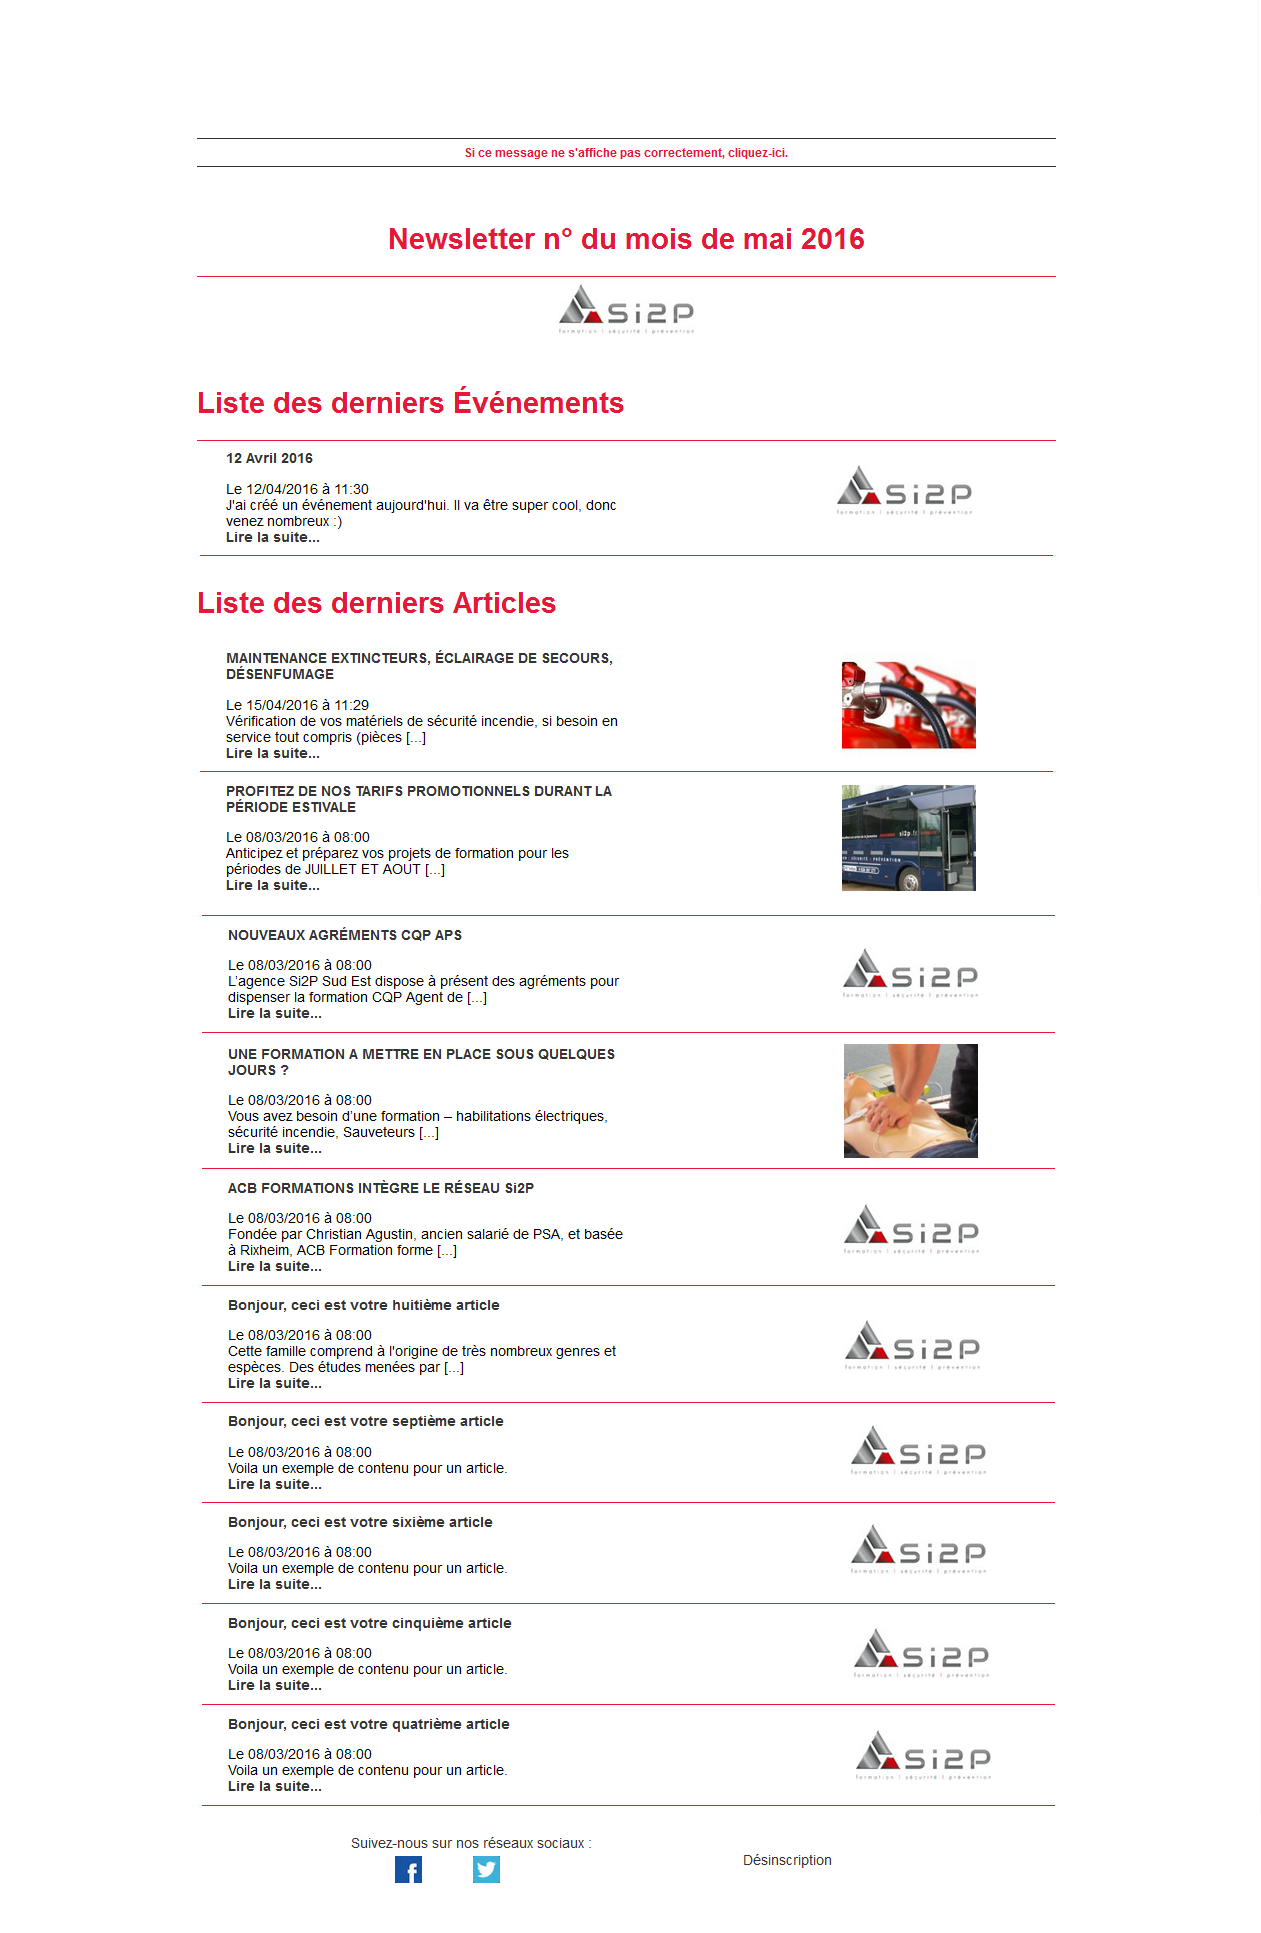 Si ce message ne s'affiche pas correctement, cliquez-ici.
Newsletter n° du mois de mai 2016
Si2P
formation | sécurité | prévention
Liste des derniers Événements
12 Avril 2016
Le 12/04/2016 à 11:30
J'ai créé un événement aujourd'hui. Il va être super cool, donc
venez nombreux :)
Lire la suite...
Si2P
formation | sécurité | prévention
Liste des derniers Articles
MAINTENANCE EXTINCTEURS, ÉCLAIRAGE DE SECOURS,
DÉSENFUMAGE
Le 15/04/2016 à 11:29
Vérification de vos matériels de sécurité incendie, si besoin en
service tout compris (pièces [...]
Lire la suite...
PROFITEZ DE NOS TARIFS PROMOTIONNELS DURANT LA
PÉRIODE ESTIVALE
Le 08/03/2016 à 08:00
Anticipez et préparez vos projets de formation pour les
périodes de JUILLET ET AOUT [...]
Lire la suite...
si2p.fr
SÉCURITÉ · PRÉVENTION
NOUVEAUX AGRÉMENTS CQP APS
Le 08/03/2016 à 08:00
L’agence Si2P Sud Est dispose à présent des agréments pour
dispenser la formation CQP Agent de [...]
Lire la suite...
Si2P
formation | sécurité | prévention
UNE FORMATION A METTRE EN PLACE SOUS QUELQUES
JOURS ?
Le 08/03/2016 à 08:00
Vous avez besoin d’une formation – habilitations électriques,
sécurité incendie, Sauveteurs [...]
Lire la suite...
ACB FORMATIONS INTÈGRE LE RÉSEAU Si2P
Le 08/03/2016 à 08:00
Fondée par Christian Agustin, ancien salarié de PSA, et basée
à Rixheim, ACB Formation forme [...]
Lire la suite...
Si2P
formation | sécurité | prévention
Bonjour, ceci est votre huitième article
Le 08/03/2016 à 08:00
Cette famille comprend à l'origine de très nombreux genres et
espèces. Des études menées par [...]
Lire la suite...
Si2P
formation | sécurité | prévention
Bonjour, ceci est votre septième article
Le 08/03/2016 à 08:00
Voila un exemple de contenu pour un article.
Lire la suite...
Si2P
formation | sécurité | prévention
Bonjour, ceci est votre sixième article
Le 08/03/2016 à 08:00
Voila un exemple de contenu pour un article.
Lire la suite...
Si2P
formation | sécurité | prévention
Bonjour, ceci est votre cinquième article
Le 08/03/2016 à 08:00
Voila un exemple de contenu pour un article.
Lire la suite...
Si2P
formation | sécurité | prévention
Bonjour, ceci est votre quatrième article
Le 08/03/2016 à 08:00
Voila un exemple de contenu pour un article.
Lire la suite...
Si2P
formation | sécurité | prévention
Suivez-nous sur nos réseaux sociaux :
Désinscription